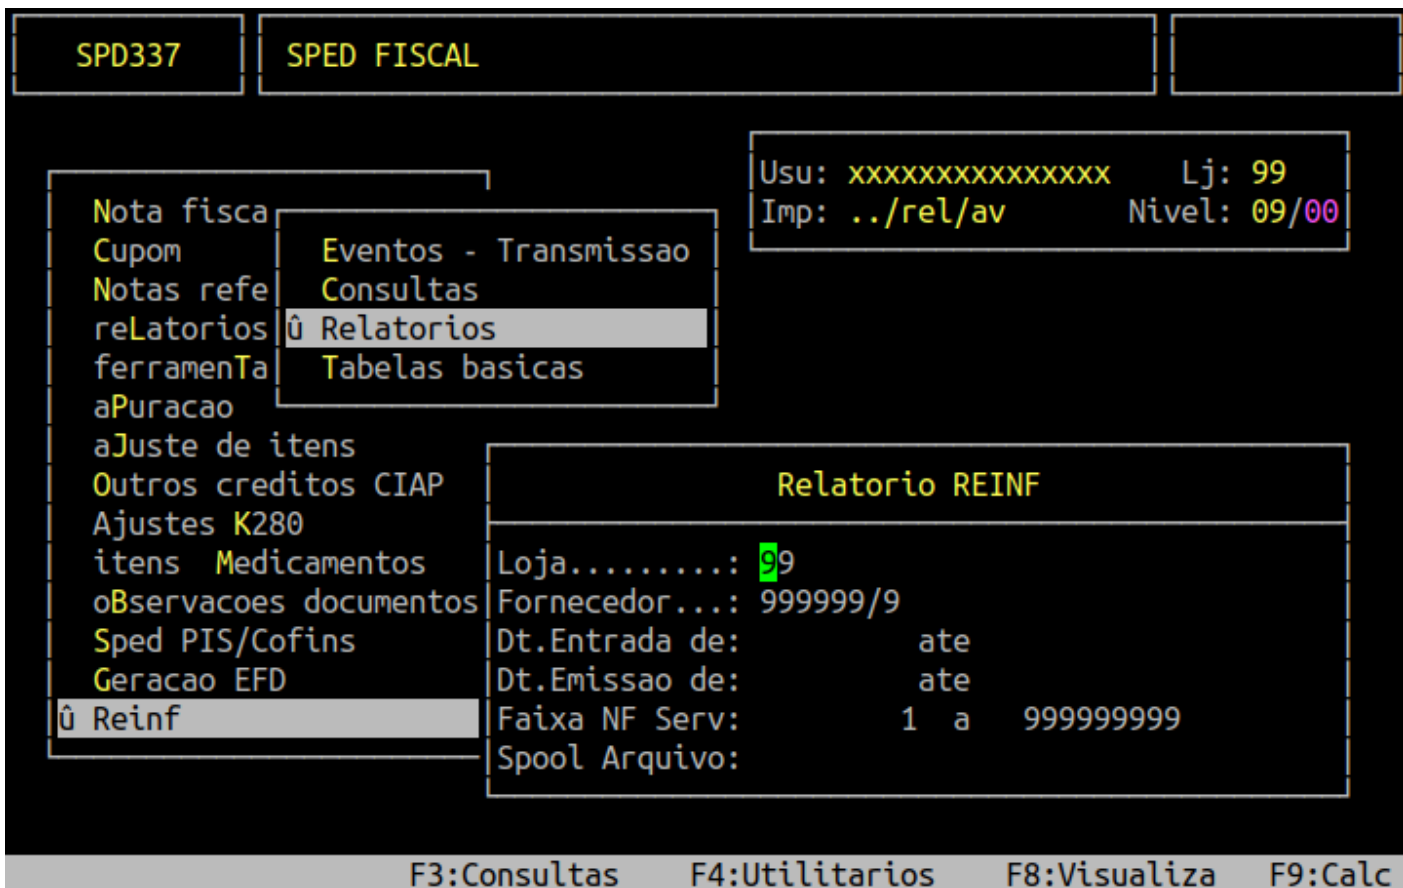 SPD337 SPED FISCAL
Usu: xxxxxxxxxxxxxxx Lj: 99
Imp: ../rel/av Nivel: 09/00
Nota fisca
Cupom
Notas refe
reLatorios
ferramenTa
aPuracao
aJuste de itens
Outros creditos CIAP
Ajustes K280
itens Medicamentos
oBservacoes documentos
Sped PIS/Cofins
Geracao EFD
û Reinf
Eventos - Transmissao
Consultas
û Relatorios
Tabelas basicas
Relatorio REINF
Loja.........: 99
Fornecedor...: 999999/9
Dt.Entrada de: ate
Dt.Emissao de: ate
Faixa NF Serv: 1 a 999999999
Spool Arquivo:
F3:Consultas F4:Utilitarios F8:Visualiza F9:Calc